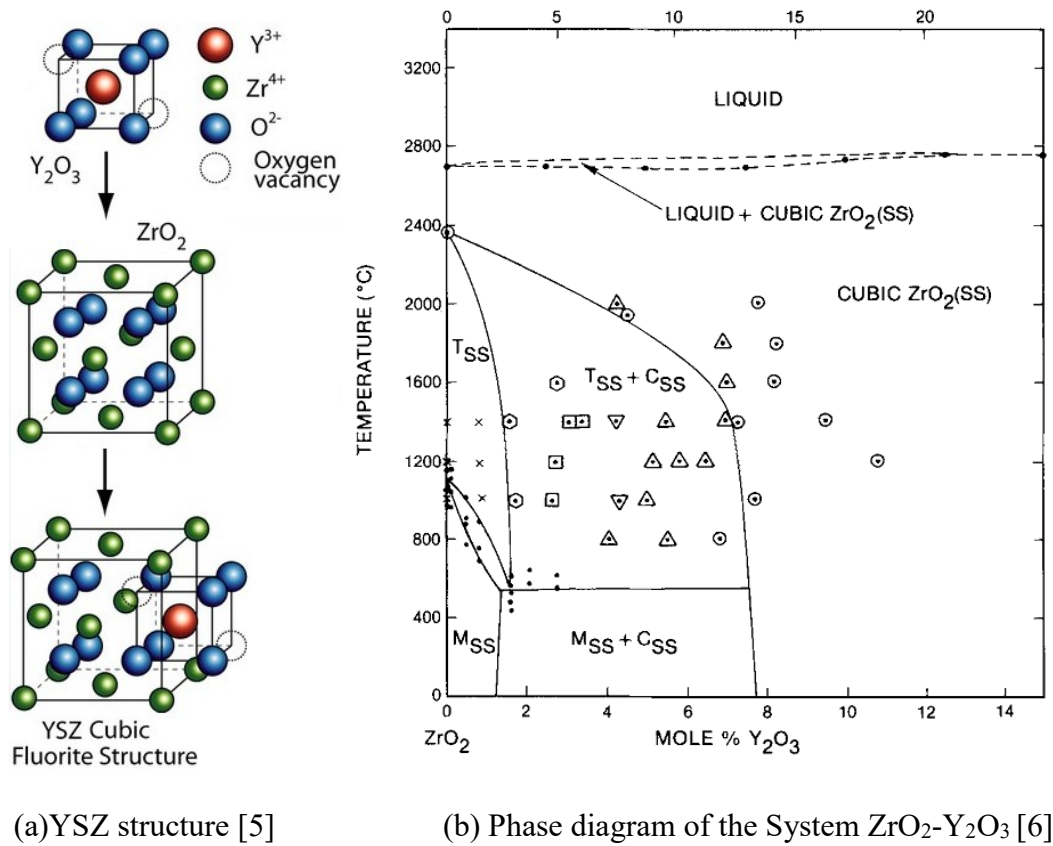 Y³⁺
Zr⁴⁺
O²⁻
Oxygen
vacancy
Y₂O₃
ZrO₂
YSZ Cubic
Fluorite Structure
0 5 10 15 20
3200
2800
2400
2000
1600
1200
800
400
0
TEMPERATURE (°C)
LIQUID
LIQUID + CUBIC ZrO₂(SS)
CUBIC ZrO₂(SS)
TSS
TSS + CSS
MSS
MSS + CSS
0 2 4 6 8 10 12 14
ZrO₂ MOLE % Y₂O₃
(a)YSZ structure [5] (b) Phase diagram of the System ZrO₂-Y₂O₃ [6]